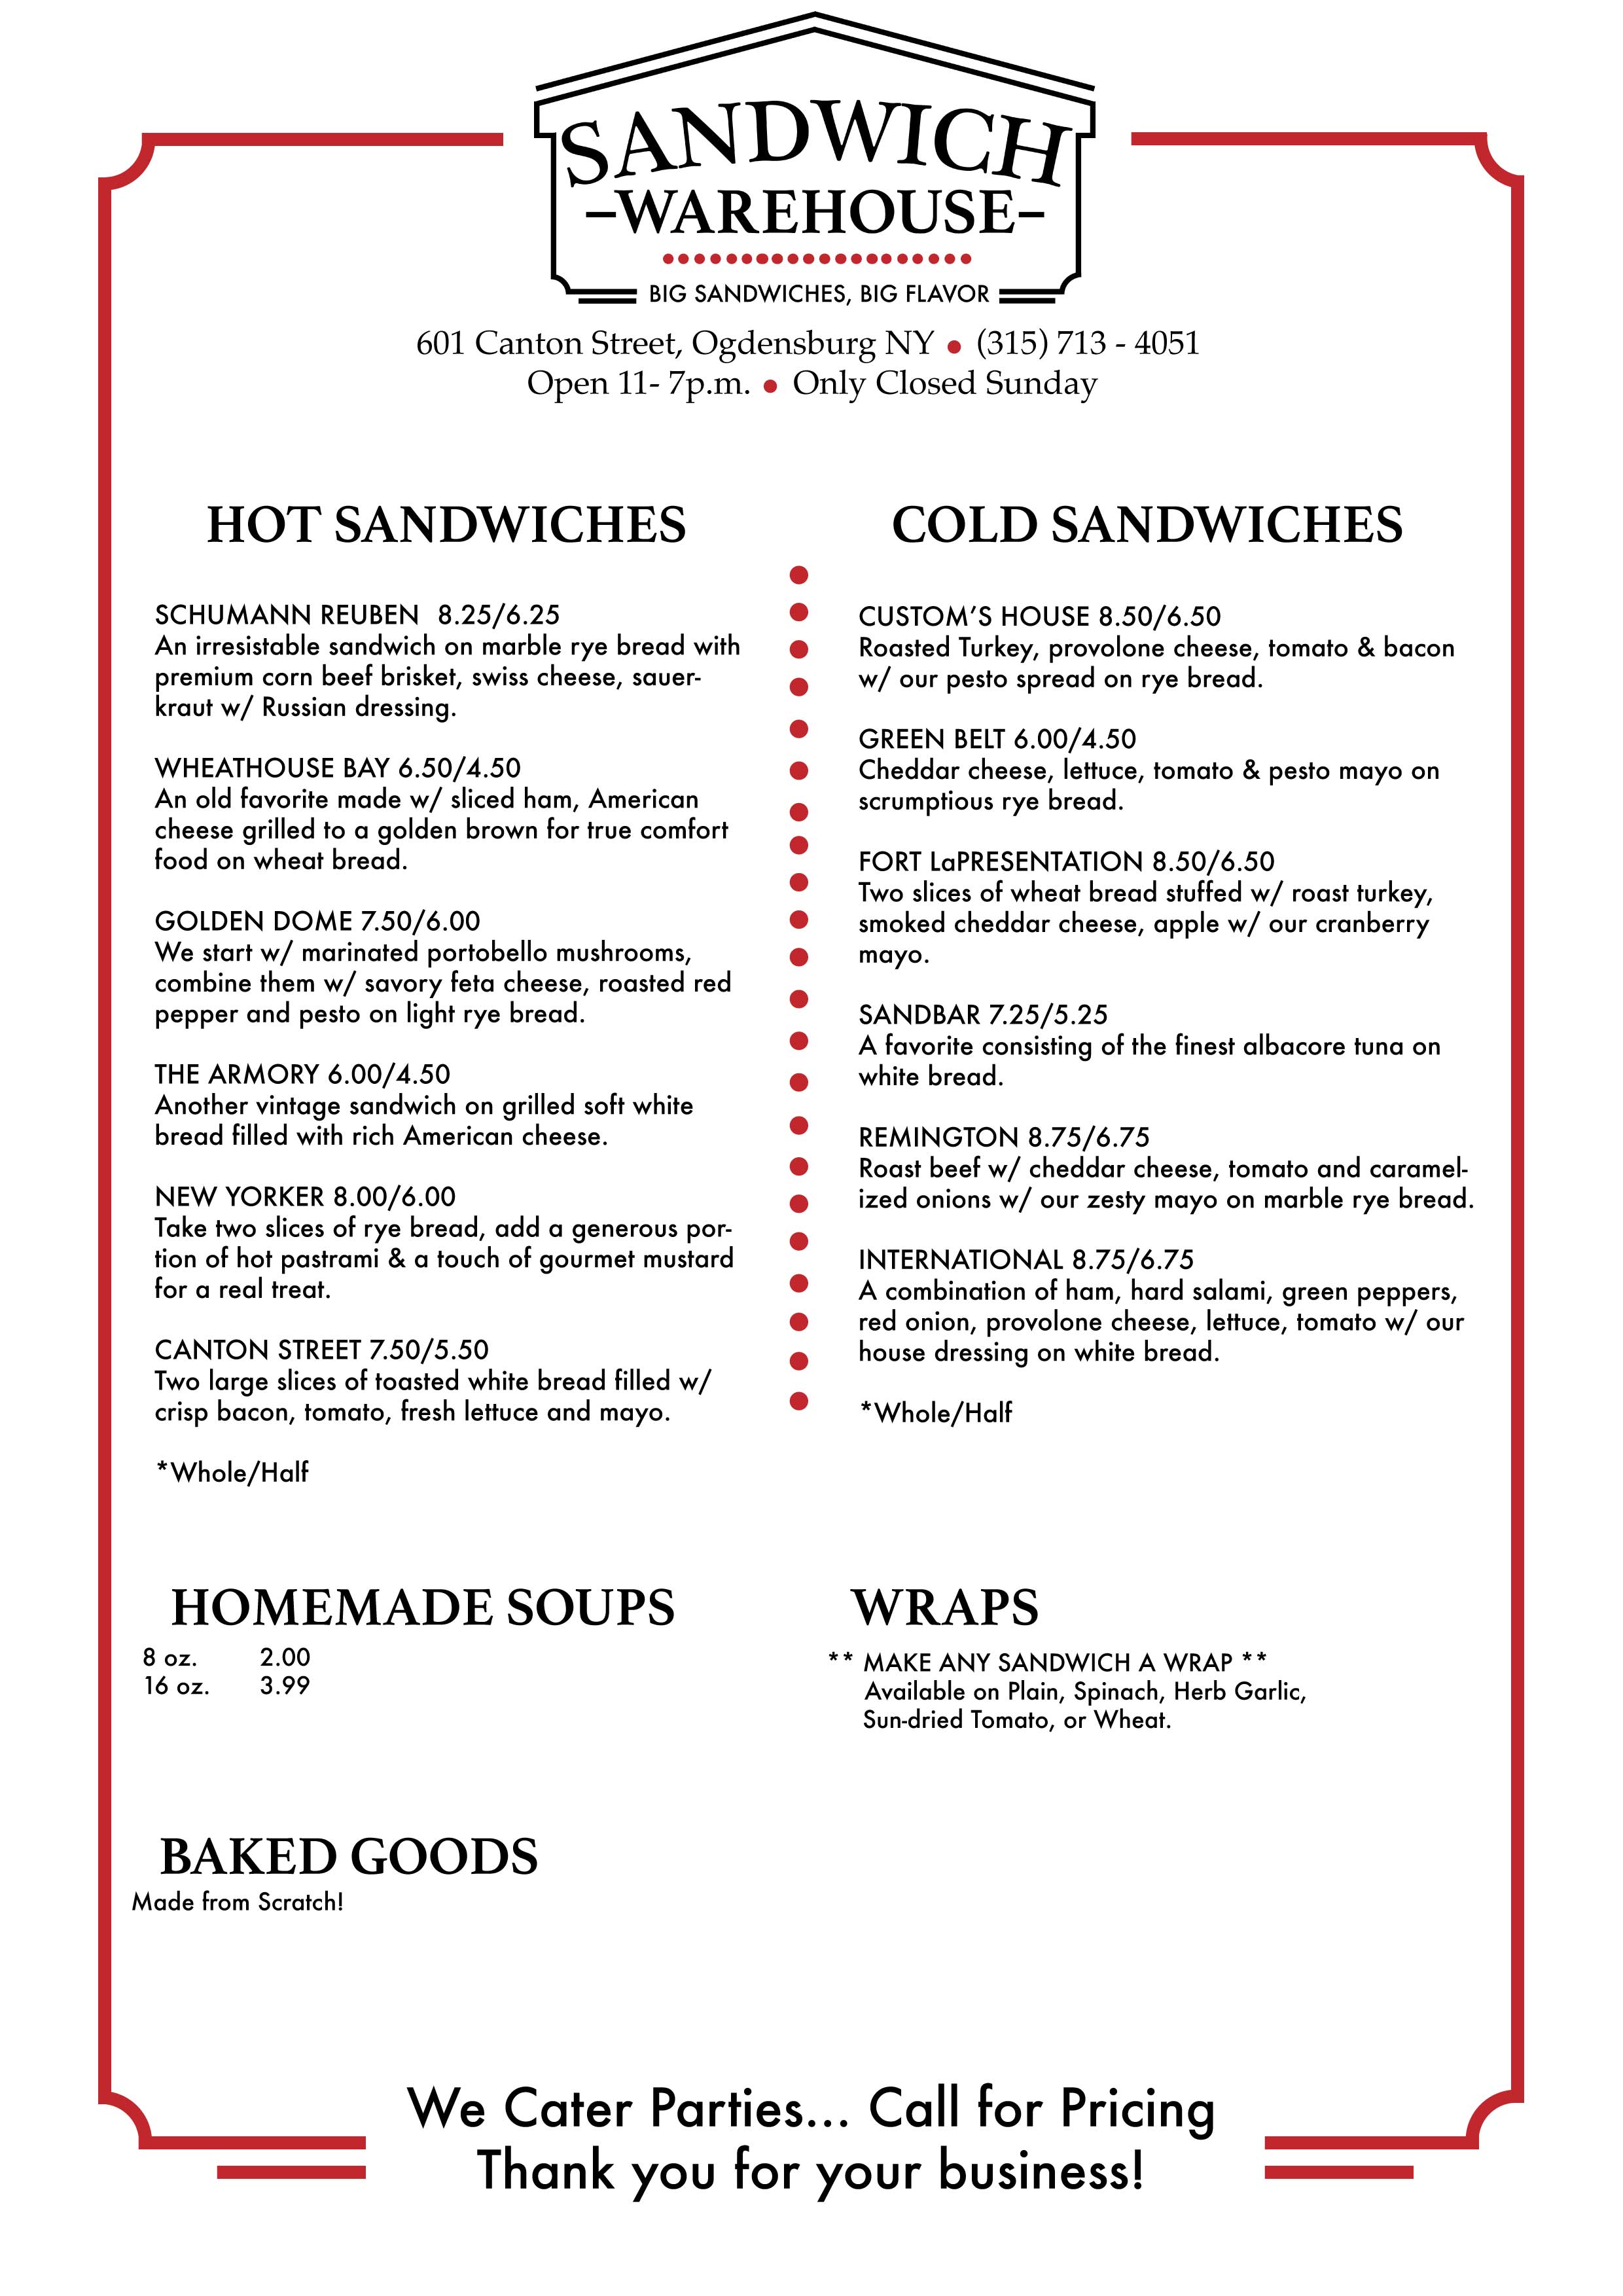 SANDWICH
-WAREHOUSE-
BIG SANDWICHES, BIG FLAVOR
601 Canton Street, Ogdensburg NY • (315) 713 - 4051
Open 11- 7p.m. • Only Closed Sunday
HOT SANDWICHES
SCHUMANN REUBEN 8.25/6.25
An irresistable sandwich on marble rye bread with
premium corn beef brisket, swiss cheese, sauer-
kraut w/ Russian dressing.
WHEATHOUSE BAY 6.50/4.50
An old favorite made w/ sliced ham, American
cheese grilled to a golden brown for true comfort
food on wheat bread.
GOLDEN DOME 7.50/6.00
We start w/ marinated portobello mushrooms,
combine them w/ savory feta cheese, roasted red
pepper and pesto on light rye bread.
THE ARMORY 6.00/4.50
Another vintage sandwich on grilled soft white
bread filled with rich American cheese.
NEW YORKER 8.00/6.00
Take two slices of rye bread, add a generous por-
tion of hot pastrami & a touch of gourmet mustard
for a real treat.
CANTON STREET 7.50/5.50
Two large slices of toasted white bread filled w/
crisp bacon, tomato, fresh lettuce and mayo.
*Whole/Half
COLD SANDWICHES
CUSTOM'S HOUSE 8.50/6.50
Roasted Turkey, provolone cheese, tomato & bacon
w/ our pesto spread on rye bread.
GREEN BELT 6.00/4.50
Cheddar cheese, lettuce, tomato & pesto mayo on
scrumptious rye bread.
FORT LaPRESENTATION 8.50/6.50
Two slices of wheat bread stuffed w/ roast turkey,
smoked cheddar cheese, apple w/ our cranberry
mayo.
SANDBAR 7.25/5.25
A favorite consisting of the finest albacore tuna on
white bread.
REMINGTON 8.75/6.75
Roast beef w/ cheddar cheese, tomato and caramel-
ized onions w/ our zesty mayo on marble rye bread.
INTERNATIONAL 8.75/6.75
A combination of ham, hard salami, green peppers,
red onion, provolone cheese, lettuce, tomato w/ our
house dressing on white bread.
*Whole/Half
HOMEMADE SOUPS
8 oz. 2.00
16 oz. 3.99
WRAPS
** MAKE ANY SANDWICH A WRAP **
Available on Plain, Spinach, Herb Garlic,
Sun-dried Tomato, or Wheat.
BAKED GOODS
Made from Scratch!
We Cater Parties... Call for Pricing
Thank you for your business!